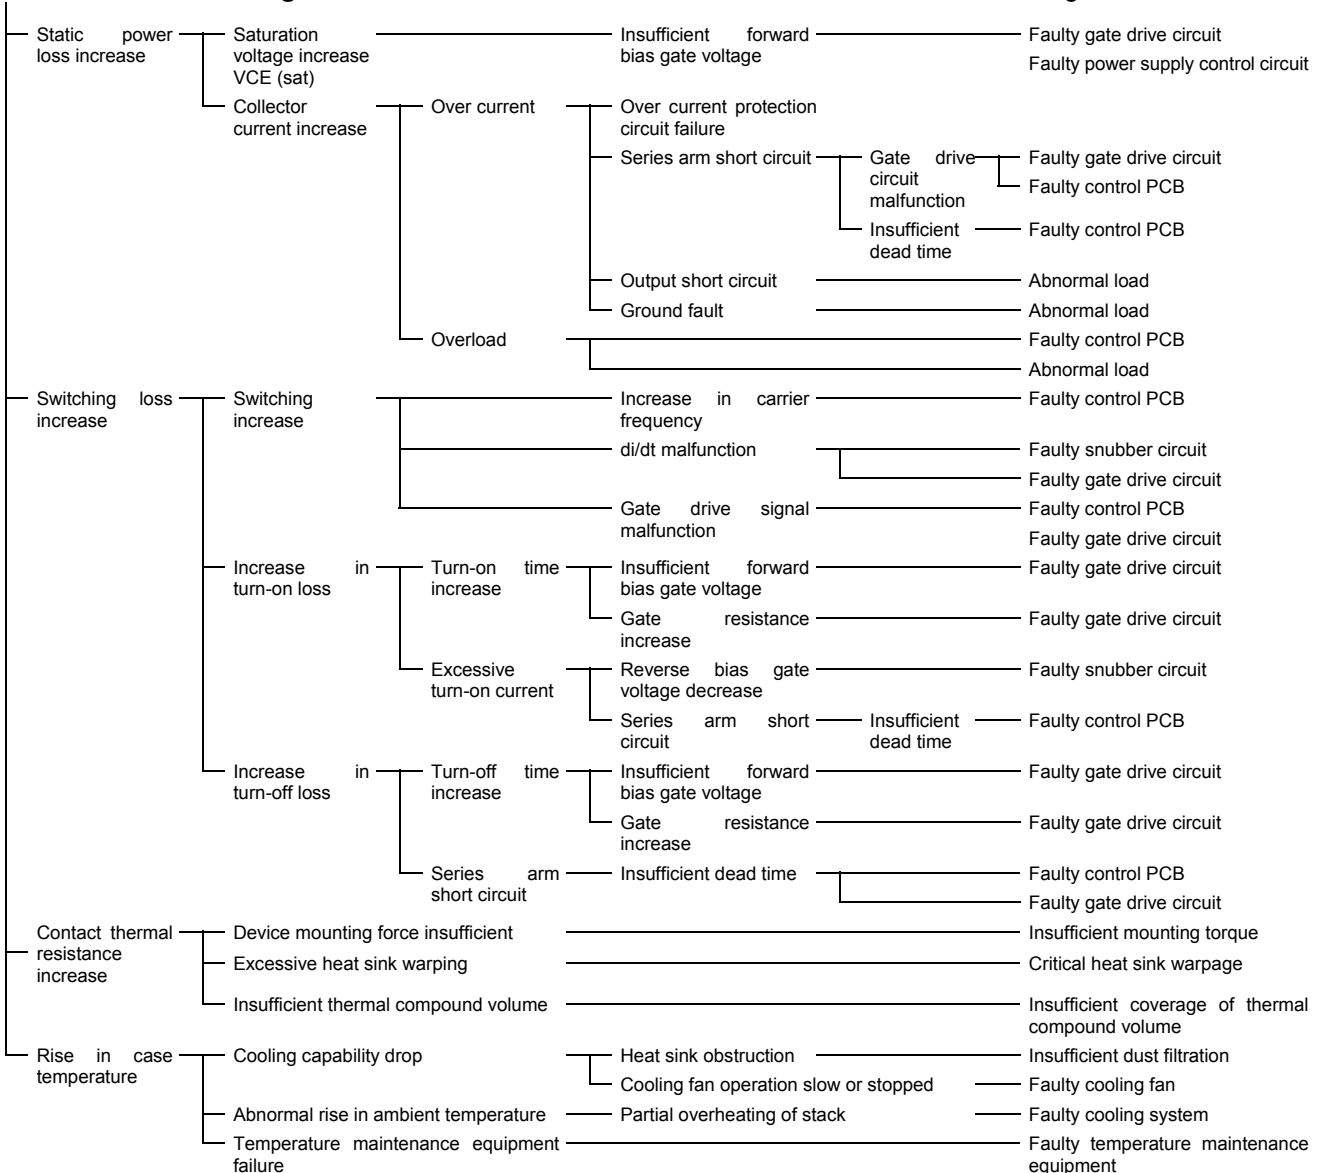 Static power Saturation Insufficient forward Faulty gate drive circuit
loss increase voltage increase bias gate voltage Faulty power supply control circuit
VCE (sat)
Collector Over current Over current protection
current increase circuit failure
Series arm short circuit Gate drive Faulty gate drive circuit
circuit Faulty control PCB
malfunction
Insufficient Faulty control PCB
dead time
Output short circuit Abnormal load
Ground fault Abnormal load
Overload Faulty control PCB
Abnormal load
Switching loss Switching Increase in carrier Faulty control PCB
increase increase frequency
di/dt malfunction Faulty snubber circuit
Faulty gate drive circuit
Gate drive signal Faulty control PCB
malfunction Faulty gate drive circuit
Increase in Turn-on time Insufficient forward Faulty gate drive circuit
turn-on loss increase bias gate voltage
Gate resistance Faulty gate drive circuit
increase
Excessive Reverse bias gate Faulty snubber circuit
turn-on current voltage decrease
Series arm short Insufficient Faulty control PCB
circuit dead time
Increase in Turn-off time Insufficient forward Faulty gate drive circuit
turn-off loss increase bias gate voltage
Gate resistance Faulty gate drive circuit
increase
Series arm Insufficient dead time Faulty control PCB
short circuit Faulty gate drive circuit
Contact thermal Device mounting force insufficient Insufficient mounting torque
resistance Excessive heat sink warping Critical heat sink warpage
increase
Insufficient thermal compound volume Insufficient coverage of thermal
compound volume
Rise in case Cooling capability drop Heat sink obstruction Insufficient dust filtration
temperature Cooling fan operation slow or stopped Faulty cooling fan
Abnormal rise in ambient temperature Partial overheating of stack Faulty cooling system
Temperature maintenance equipment Faulty temperature maintenance
failure equipment